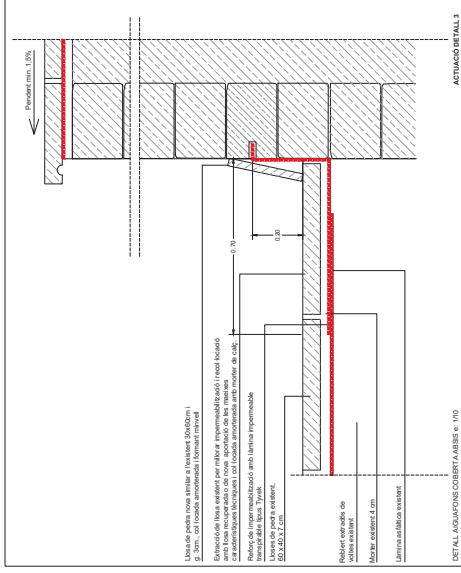 Pendent min. 1.5%
Llosa de pedra nova similar a l'existent 30x60cm i
g. 3cm., col·locada amorterada i formant minvell
Extracció de llosa existent per millorar impermeabilització i recol·locació
amb llosa recuperada o de nova aportació de les mateixes
característiques tècniques i col·locada amorterada amb morter de calç.
Reforç de impermeabilització amb làmina impermeable
transpirable tipus Tyvek
Lloses de pedra existent,
60 x 40 x 7 cm
0.70
0.20
Reblert extrados de
voltes existent
Morter existent 4 cm
Làmina asfàltica existent
DETALL AIGUAFONS COBERTA ABSIS e: 1/10
ACTUACIÓ DETALL 3